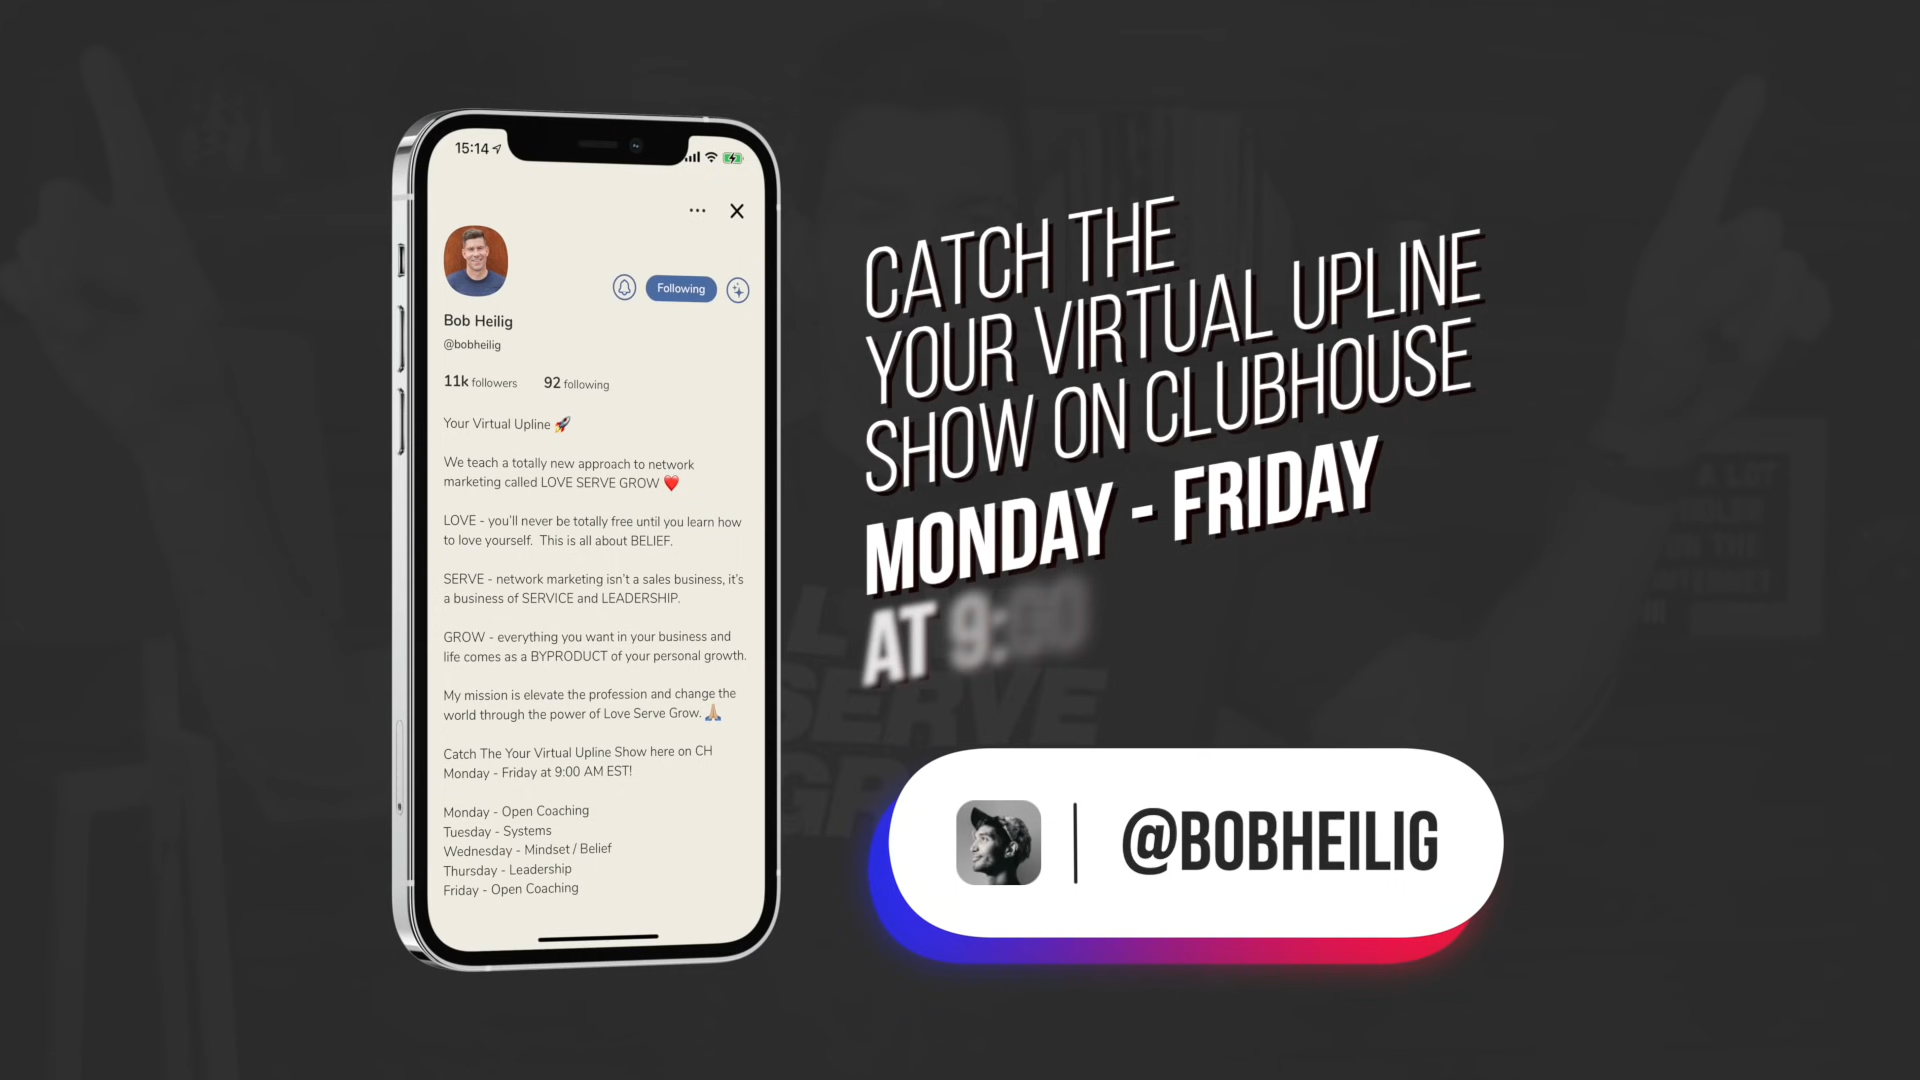 15:14
Following
Bob Heilig
@bobheilig
11k followers 92 following
Your Virtual Upline 🚀
We teach a totally new approach to network
marketing called LOVE SERVE GROW ❤️
LOVE - you'll never be totally free until you learn how
to love yourself. This is all about BELIEF.
SERVE - network marketing isn't a sales business, it's
a business of SERVICE and LEADERSHIP.
GROW - everything you want in your business and
life comes as a BYPRODUCT of your personal growth.
My mission is elevate the profession and change the
world through the power of Love Serve Grow. 🙏🏼
Catch The Your Virtual Upline Show here on CH
Monday - Friday at 9:00 AM EST!
Monday - Open Coaching
Tuesday - Systems
Wednesday - Mindset / Belief
Thursday - Leadership
Friday - Open Coaching
CATCH THE
YOUR VIRTUAL UPLINE
SHOW ON CLUBHOUSE
MONDAY - FRIDAY
AT 9:00
SERVE
@BOBHEILIG